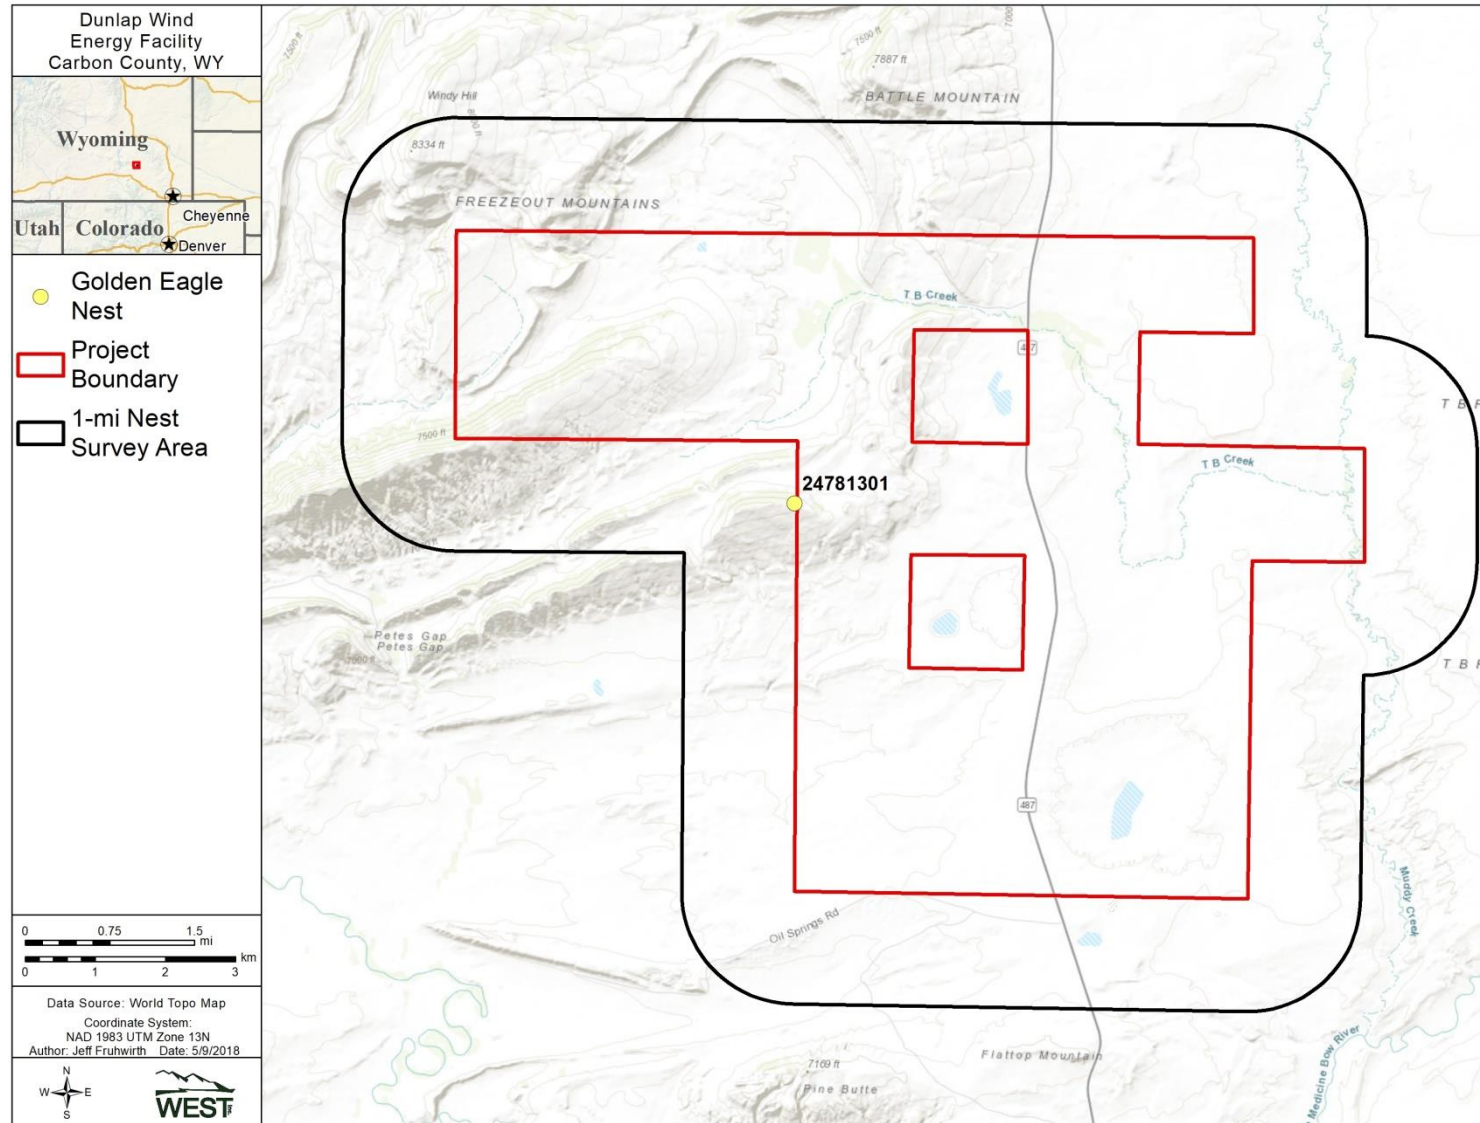 Dunlap Wind
Energy Facility
Carbon County, WY
Wyoming
Cheyenne
Utah
Colorado
Denver
Golden Eagle
Nest
Project
Boundary
1-mi Nest
Survey Area
0 0.75 1.5
mi
km
0 1 2 3
Data Source: World Topo Map
Coordinate System:
NAD 1983 UTM Zone 13N
Author: Jeff Fruhwirth Date: 5/9/2018
N
W E
S
WEST
7500 ft
7500 ft
7887 ft
Windy Hill
BATTLE MOUNTAIN
8334 ft
FREEZEOUT MOUNTAINS
T B Creek
7500 ft
T B Creek
24781301
Petes Gap
Petes Gap
487
Muddy Creek
Oil Springs Rd
Flattop Mountain
7169 ft
Pine Butte
Medicine Bow River